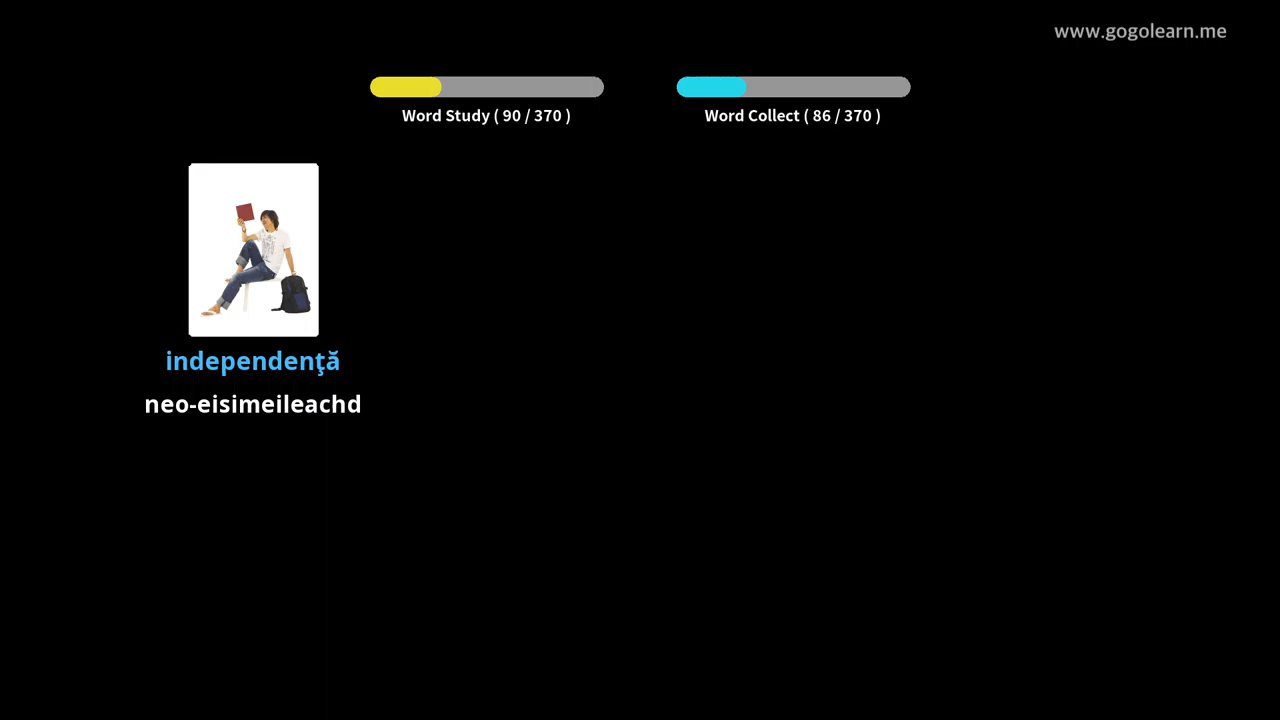 www.gogolearn.me
Word Study ( 90 / 370 )
Word Collect ( 86 / 370 )
independenţă
neo-eisimeileachd